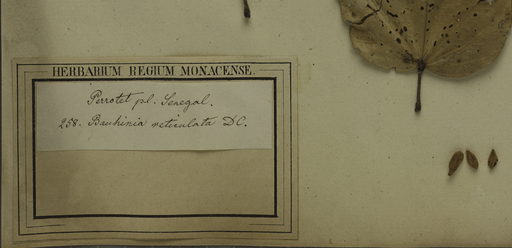 HERBARIUM REGIUM MONACENSE.
Perrotet pl. Senegal.
258. Bauhinia reticulata DC.